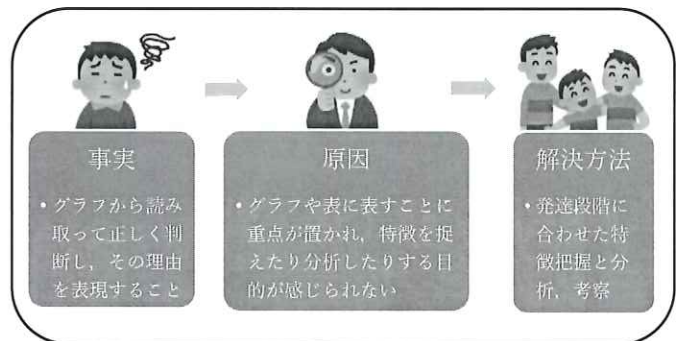 事実
・グラフから読み
取って正しく判
断し，その理由
を表現すること
原因
・グラフや表に表すことに
重点が置かれ，特徴を捉
えたり分析したりする目
的が感じられない
解決方法
・発達段階に
合わせた特
徴把握と分
析，考察